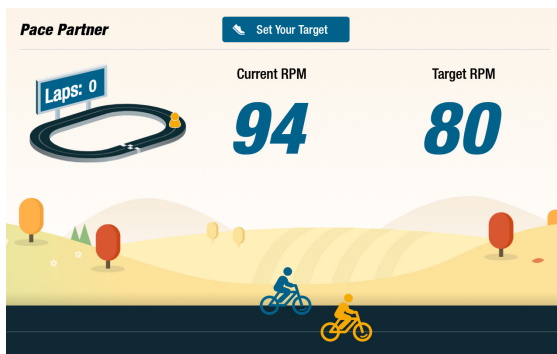 Pace Partner
Set Your Target
Laps: 0
Current RPM
94
Target RPM
80